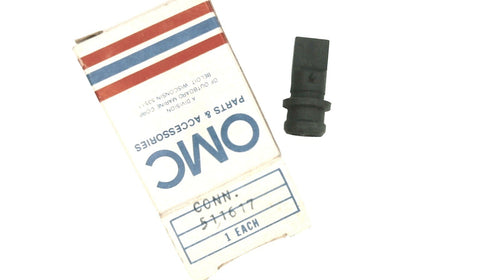 OMC
PARTS & ACCESSORIES
A DIVISION
OF OUTBOARD MARINE CORP.
BELOIT, WISCONSIN 53511
CONN.
511617
1 EACH